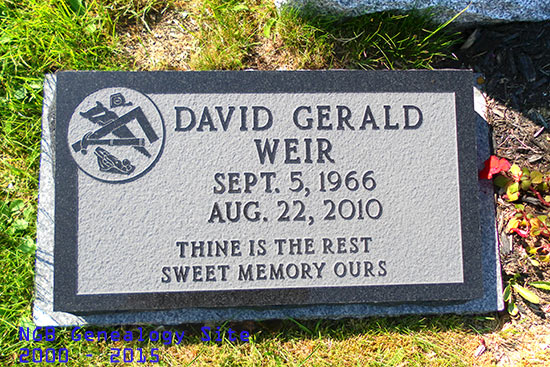 DAVID GERALD
WEIR
SEPT. 5, 1966
AUG. 22, 2010
THINE IS THE REST
SWEET MEMORY OURS
NGB Genealogy Site
2000 - 2015